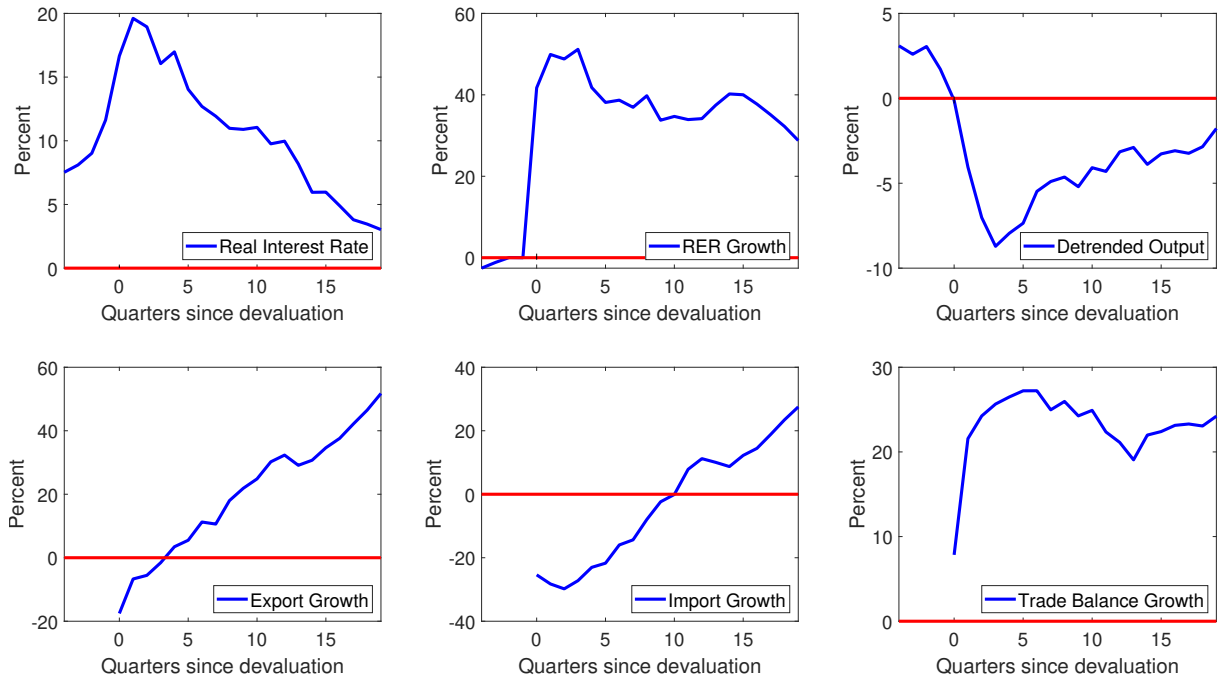 20
15
10
5
0
Percent
0 5 10 15
Quarters since devaluation
Real Interest Rate
60
40
20
0
Percent
0 5 10 15
Quarters since devaluation
RER Growth
5
0
-5
-10
Percent
0 5 10 15
Quarters since devaluation
Detrended Output
60
40
20
0
-20
Percent
0 5 10 15
Quarters since devaluation
Export Growth
40
20
0
-20
-40
Percent
0 5 10 15
Quarters since devaluation
Import Growth
30
20
10
0
Percent
0 5 10 15
Quarters since devaluation
Trade Balance Growth